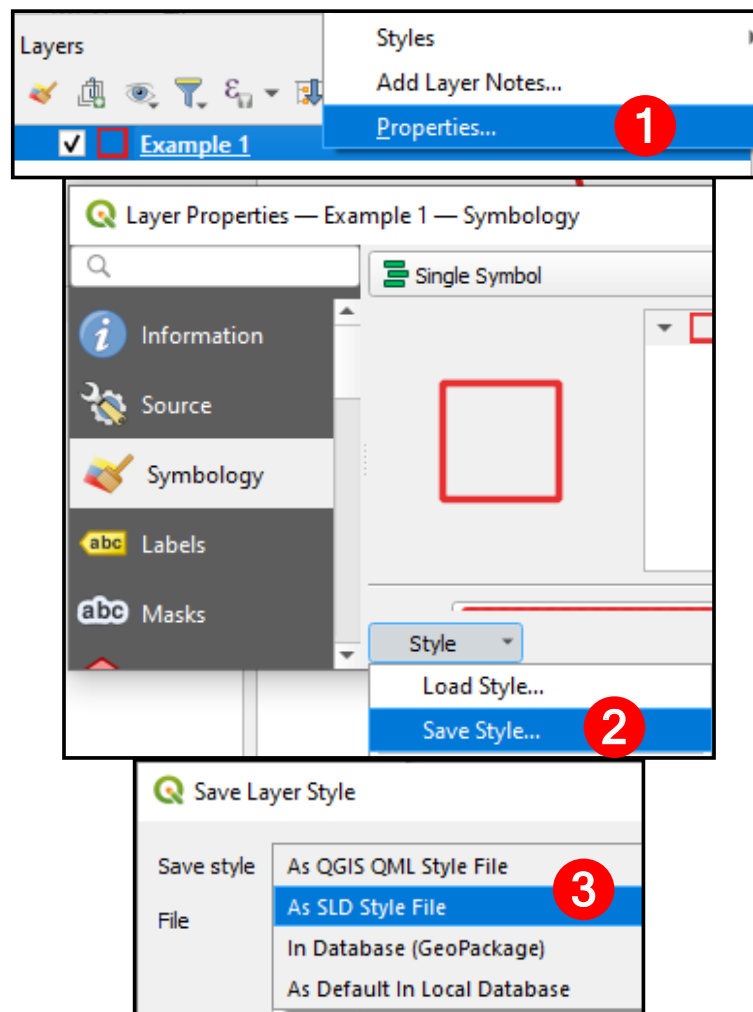 Layers
Styles
Add Layer Notes...
Properties...
1
Example 1
Layer Properties — Example 1 — Symbology
Single Symbol
Information
Source
Symbology
abc Labels
abc Masks
Style
Load Style...
Save Style...
2
Save Layer Style
Save style
As QGIS QML Style File
3
File
As SLD Style File
In Database (GeoPackage)
As Default In Local Database